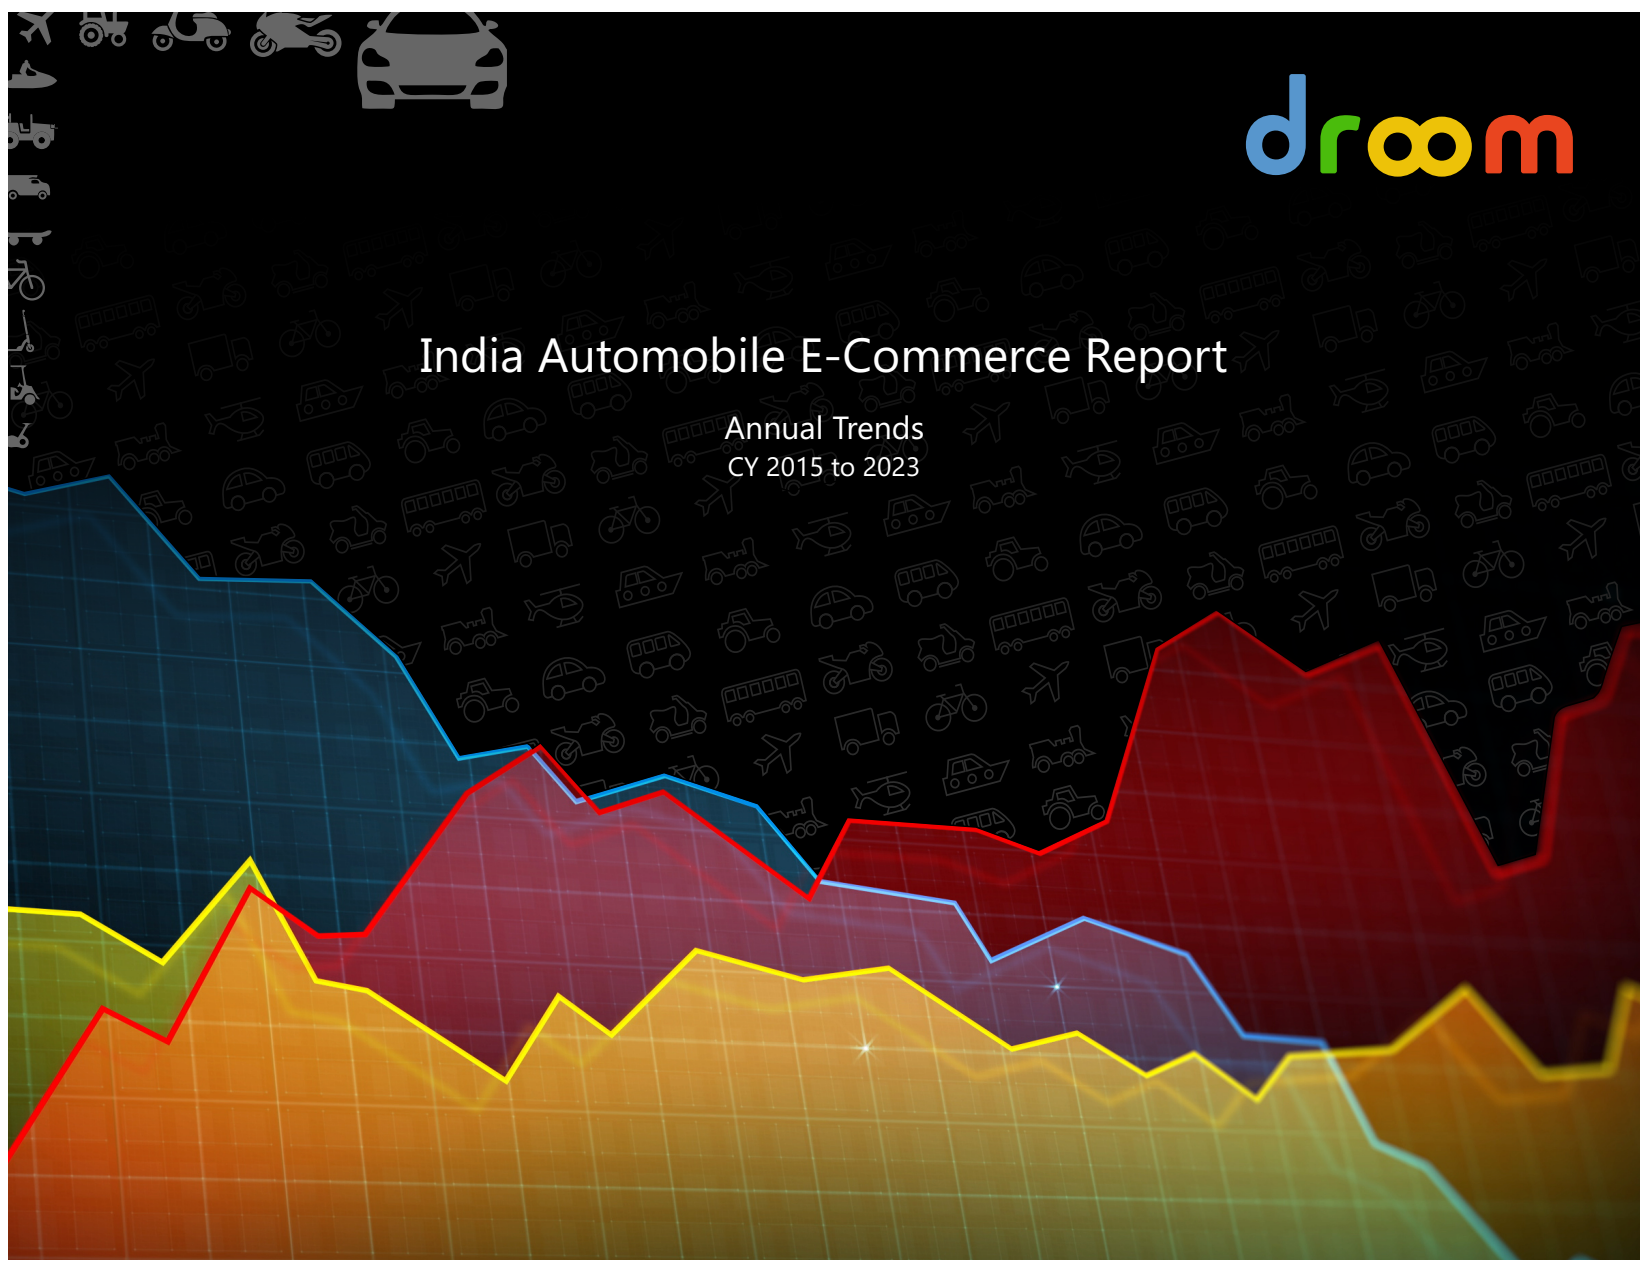 droom
India Automobile E-Commerce Report
Annual Trends
CY 2015 to 2023